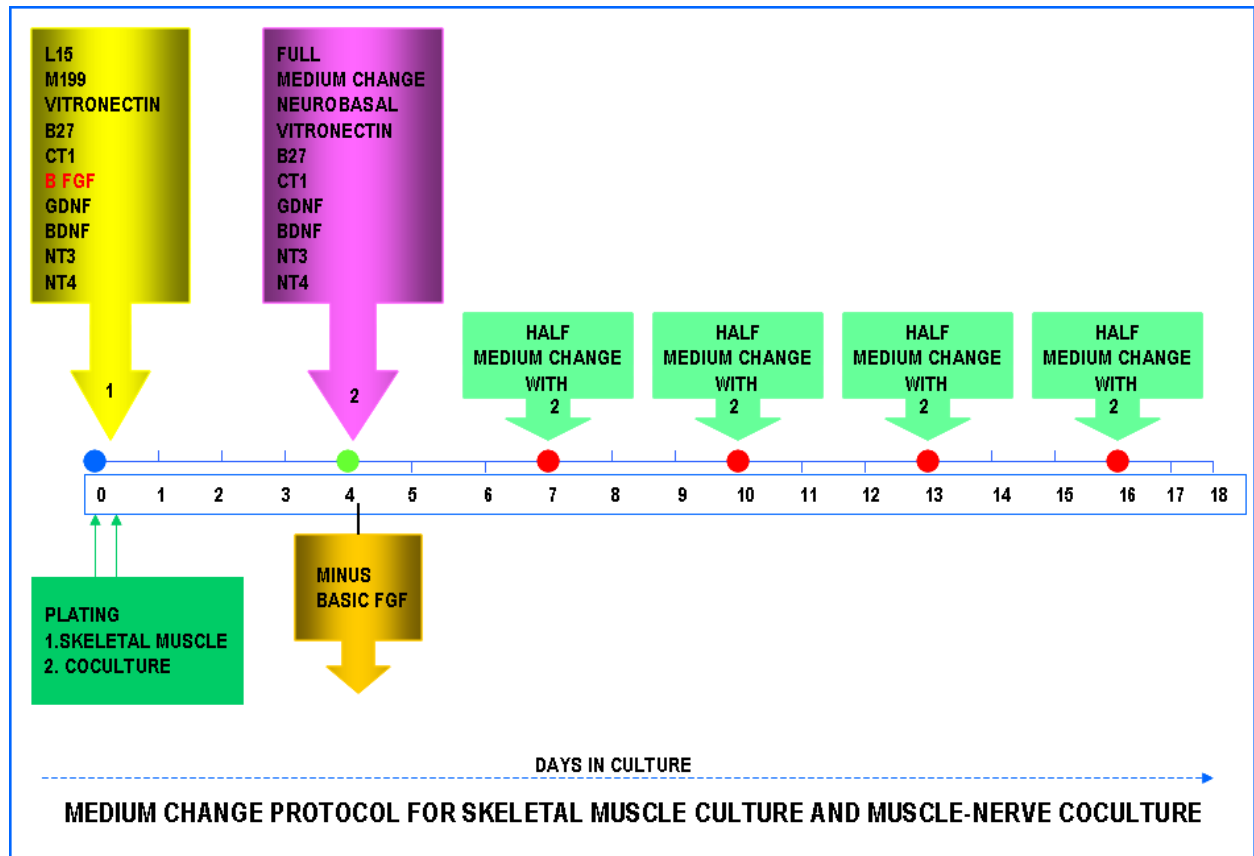 L15
M199
VITRONECTIN
B27
CT1
B FGF
GDNF
BDNF
NT3
NT4
1
FULL
MEDIUM CHANGE
NEUROBASAL
VITRONECTIN
B27
CT1
GDNF
BDNF
NT3
NT4
2
HALF
MEDIUM CHANGE
WITH
2
HALF
MEDIUM CHANGE
WITH
2
HALF
MEDIUM CHANGE
WITH
2
HALF
MEDIUM CHANGE
WITH
2
0 1 2 3 4 5 6 7 8 9 10 11 12 13 14 15 16 17 18
PLATING
1.SKELETAL MUSCLE
2. COCULTURE
MINUS
BASIC FGF
DAYS IN CULTURE
MEDIUM CHANGE PROTOCOL FOR SKELETAL MUSCLE CULTURE AND MUSCLE-NERVE COCULTURE